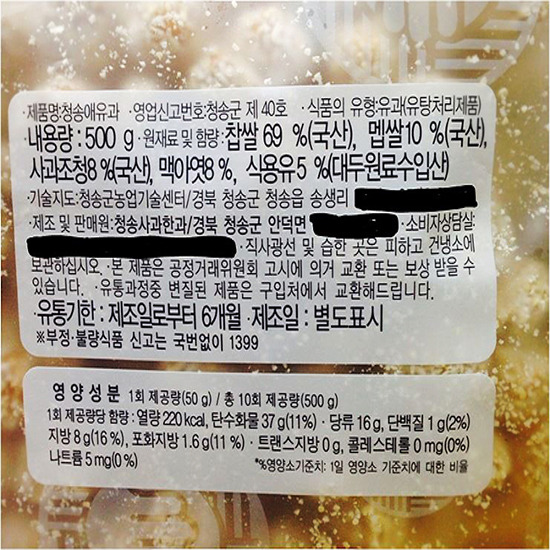 ·제품명:청송애유과 ·영업신고번호:청송군 제 40호 ·식품의 유형:유과(유탕처리제품)
·내용량:500 g·원재료 및 함량:찹쌀 69 %(국산), 멥쌀10 %(국산),
사과조청8 %(국산), 맥아엿8 %, 식용유5 %(대두원료수입산)
·기술지도:청송군농업기술센터/경북 청송군 청송읍 송생리
·제조 및 판매원:청송사과한과/경북 청송군 안덕면 ·소비자상담실:
·직사광선 및 습한 곳은 피하고 건냉소에
보관하십시오. ·본 제품은 공정거래위원회 고시에 의거 교환 또는 보상 받을 수
있습니다. ·유통과정중 변질된 제품은 구입처에서 교환해드립니다.
·유통기한 : 제조일로부터 6개월 ·제조일 : 별도표시
※부정·불량식품 신고는 국번없이 1399
영양성분 1회 제공량(50 g) / 총 10회 제공량(500 g)
1회 제공량당 함량 : 열량 220 kcal, 탄수화물 37 g(11%)·당류 16 g, 단백질 1 g(2%)
지방 8 g(16 %), 포화지방 1.6 g(11 %)·트랜스지방 0 g, 콜레스테롤 0 mg(0%)
나트륨 5 mg(0 %) *%영양소기준치: 1일 영양소 기준치에 대한 비율